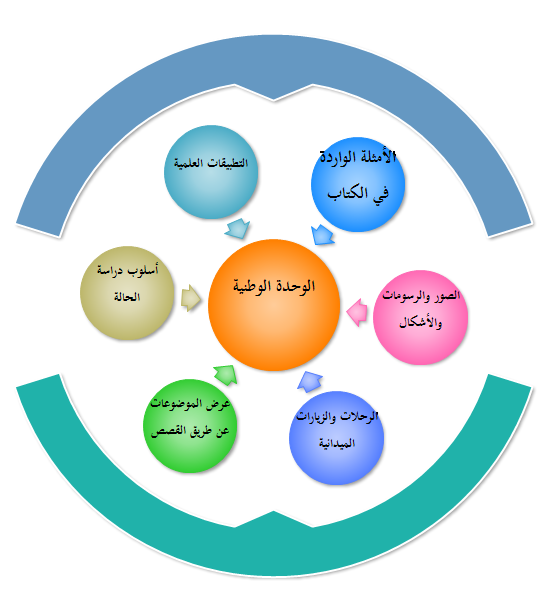 الأمثلة الواردة
في الكتاب
التطبيقات العلمية
أسلوب دراسة
الحالة
الوحدة الوطنية
الصور والرسومات
والأشكال
عرض الموضوعات
عن طريق القصص
الرحلات والزيارات
الميدانية